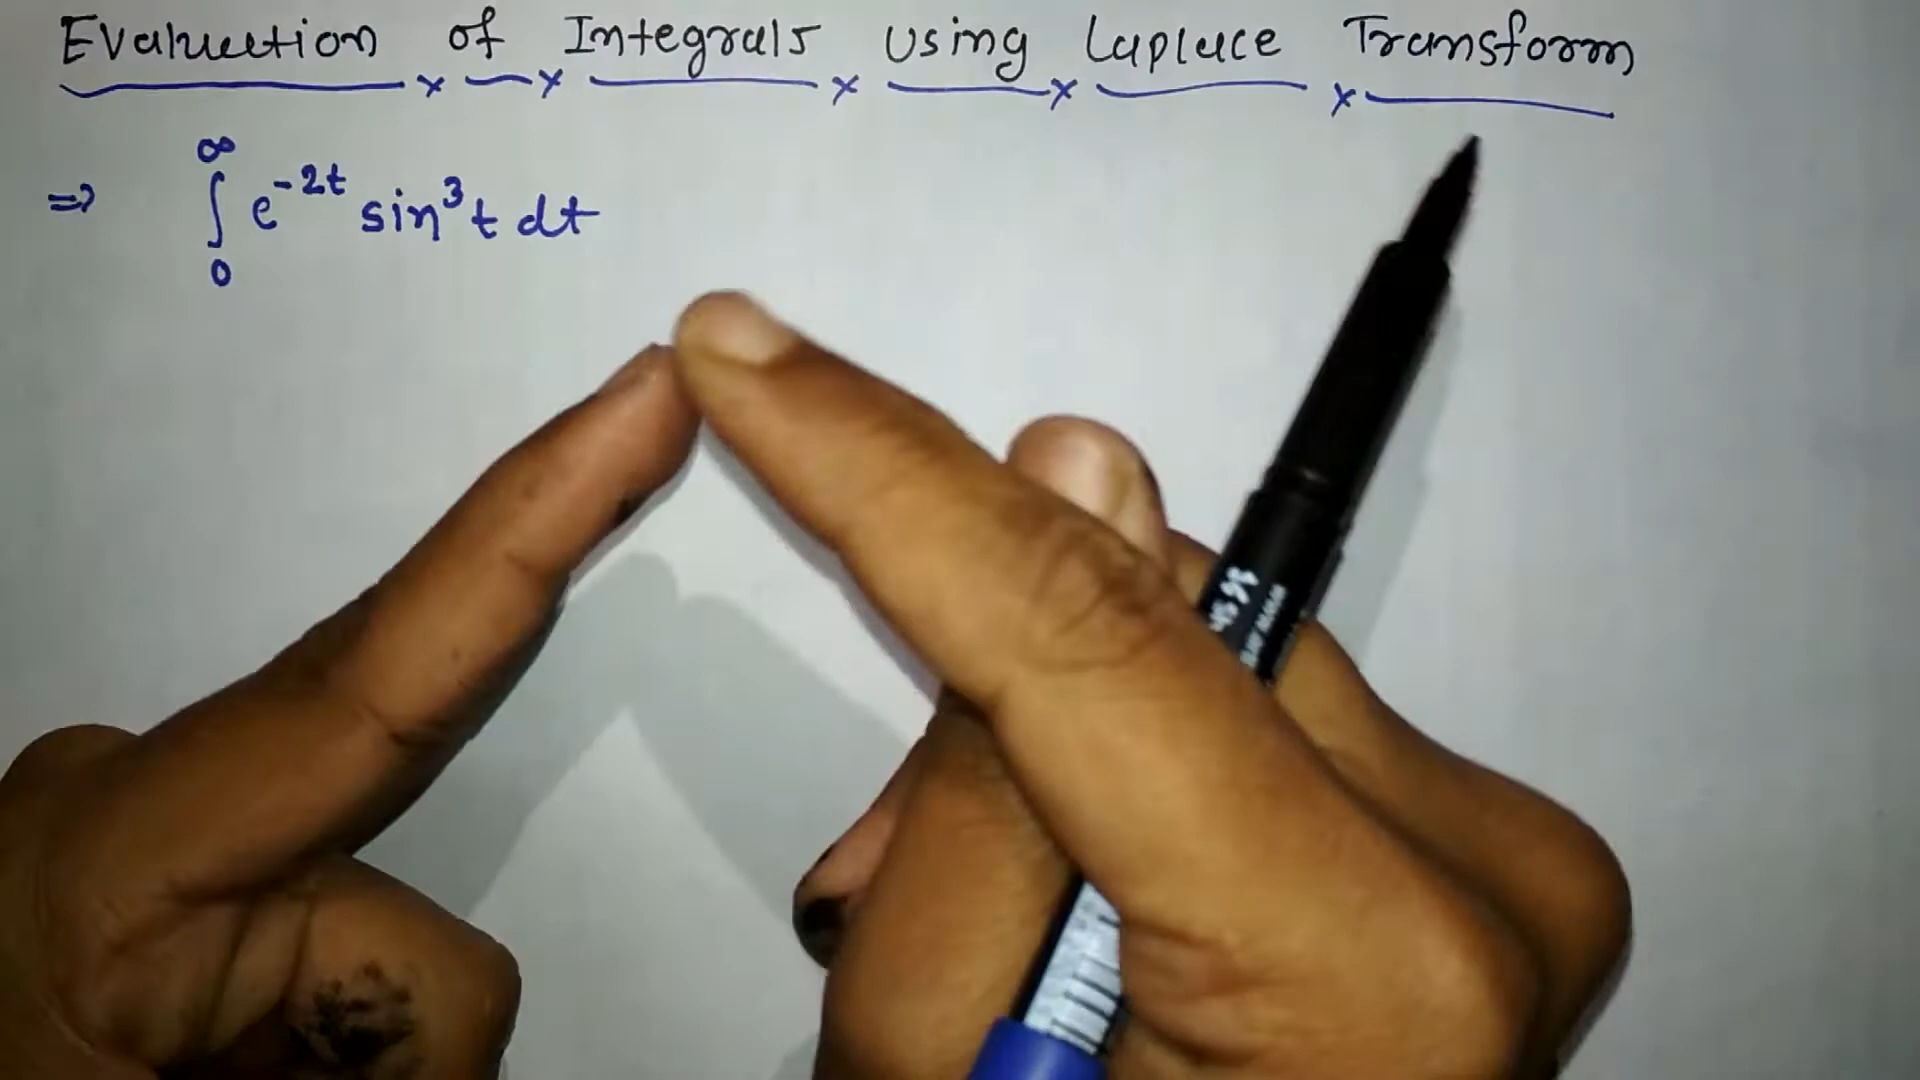 Evaluation of Integrals using Laplace Transform
⇒ ∫₀^∞ e^{-2t} sin³t dt